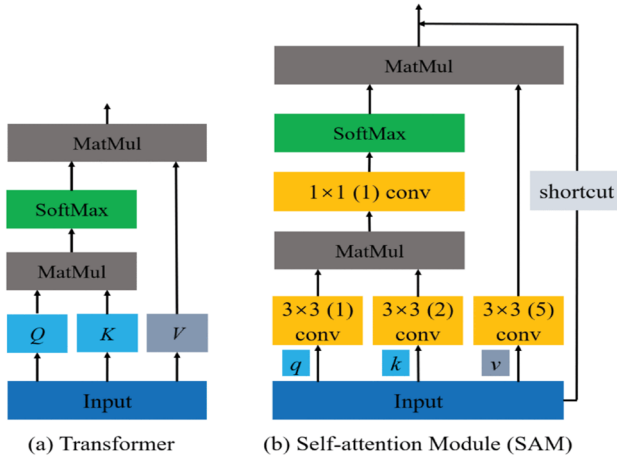 MatMul
SoftMax
MatMul
Q K V
Input
(a) Transformer
MatMul
SoftMax
1×1 (1) conv
shortcut
MatMul
3×3 (1) conv
3×3 (2) conv
3×3 (5) conv
q k v
Input
(b) Self-attention Module (SAM)